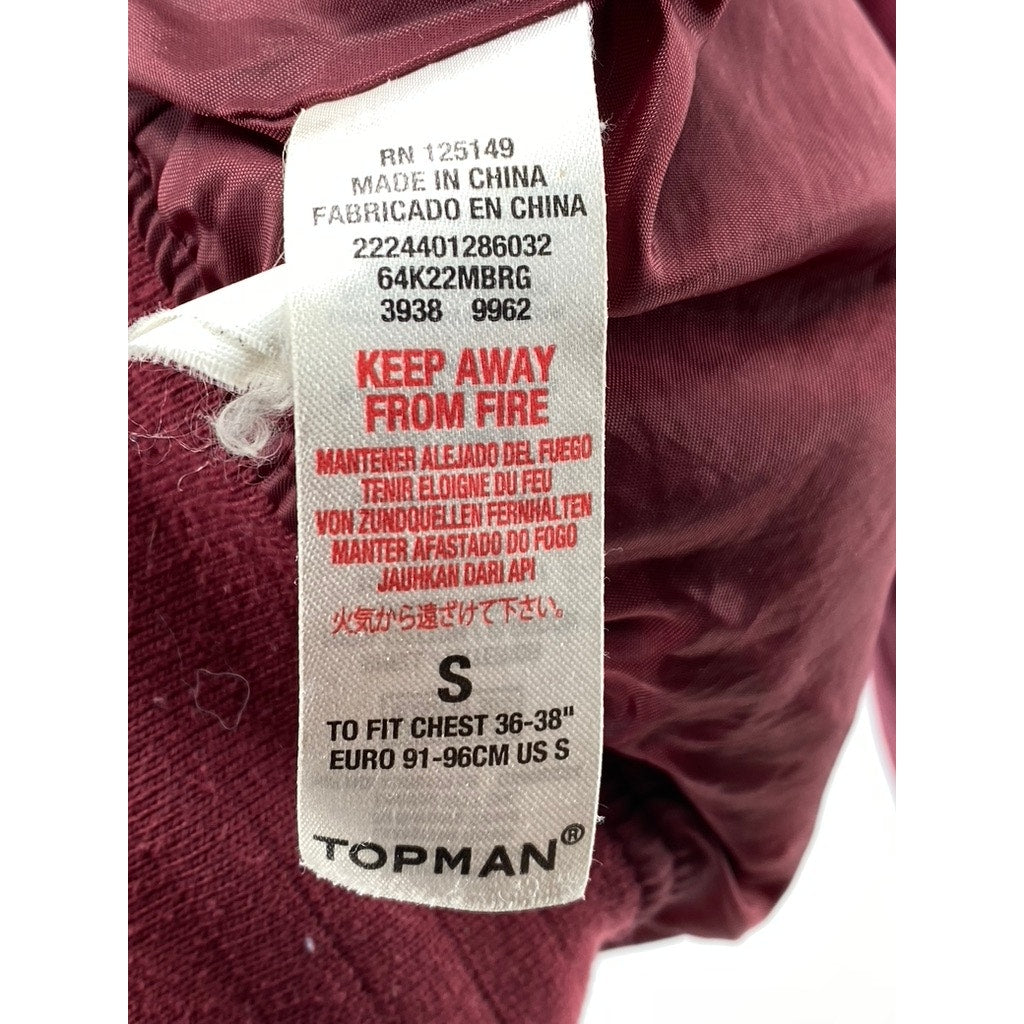 RN 125149
MADE IN CHINA
FABRICADO EN CHINA
2224401286032
64K22MBRG
3938 9962
KEEP AWAY
FROM FIRE
MANTENER ALEJADO DEL FUEGO
TENIR ELOIGNE DU FEU
VON ZUNDQUELLEN FERNHALTEN
MANTER AFASTADO DO FOGO
JAUHKAN DARI API
火気から遠ざけて下さい。
S
TO FIT CHEST 36-38"
EURO 91-96CM US S
TOPMAN®